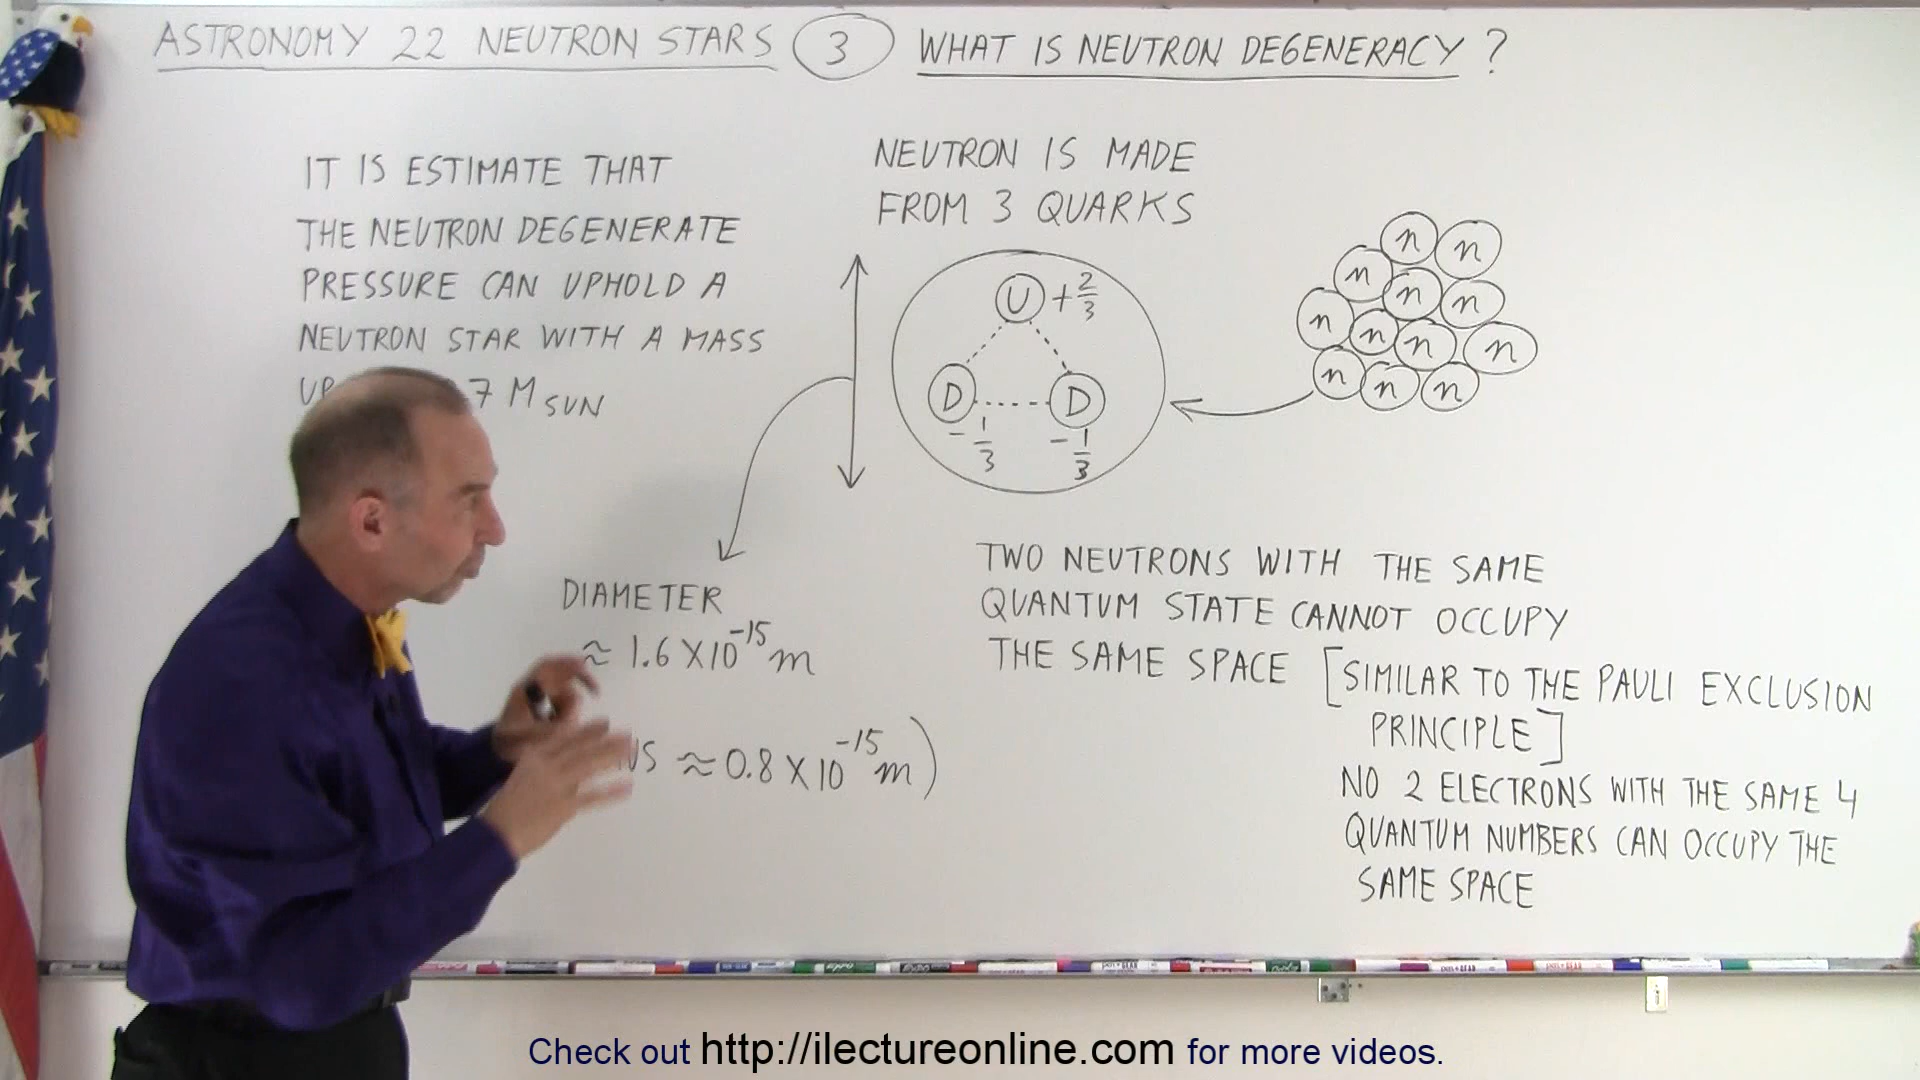 ASTRONOMY 22 NEUTRON STARS 3 WHAT IS NEUTRON DEGENERACY ?
IT IS ESTIMATE THAT
THE NEUTRON DEGENERATE
PRESSURE CAN UPHOLD A
NEUTRON STAR WITH A MASS
7 M SUN
NEUTRON IS MADE
FROM 3 QUARKS
U +2/3
D D
-1/3 -1/3
n n
n n n
n n n n
n n n
DIAMETER
≈ 1.6 X 10^-15 m
≈ 0.8 X 10^-15 m)
TWO NEUTRONS WITH THE SAME
QUANTUM STATE CANNOT OCCUPY
THE SAME SPACE [SIMILAR TO THE PAULI EXCLUSION
PRINCIPLE]
NO 2 ELECTRONS WITH THE SAME 4
QUANTUM NUMBERS CAN OCCUPY THE
SAME SPACE
Check out http://ilectureonline.com for more videos.